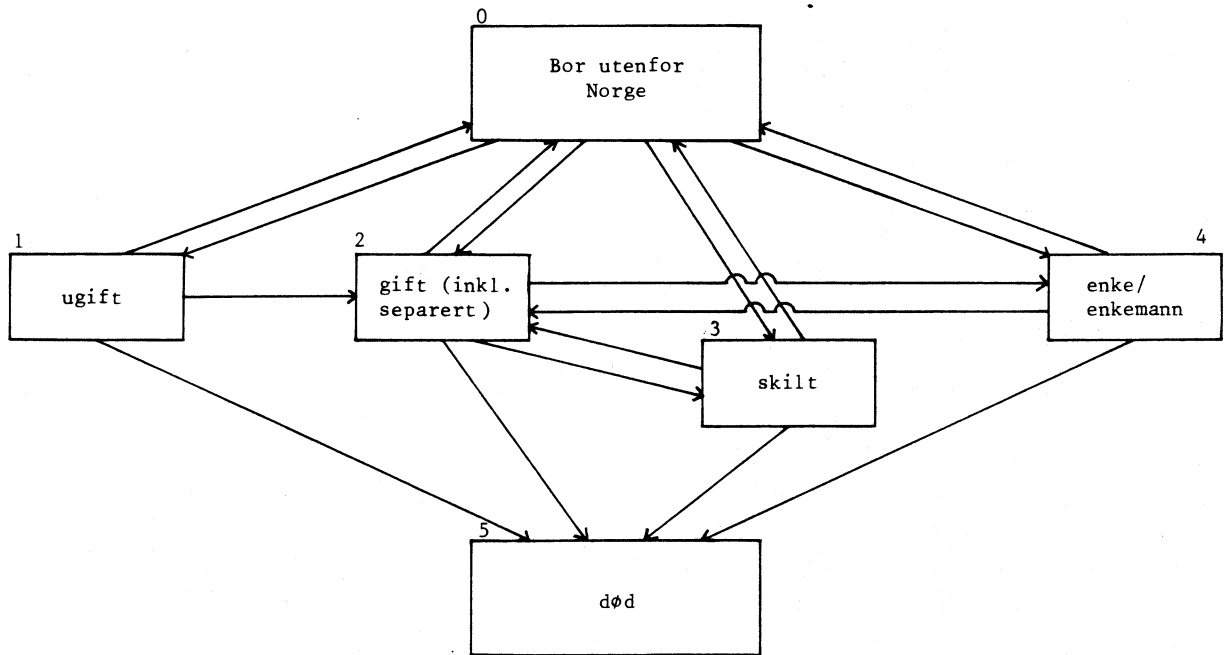 0
Bor utenfor
Norge
1
ugift
2
gift (inkl.
separert)
3
skilt
4
enke/
enkemann
5
død